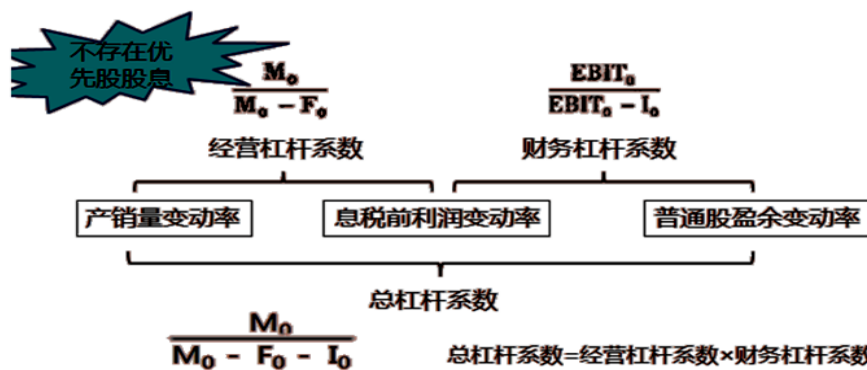 不存在优
先股股息
M₀
M₀ - F₀
EBIT₀
EBIT₀ - I₀
经营杠杆系数
财务杠杆系数
产销量变动率
息税前利润变动率
普通股盈余变动率
总杠杆系数
M₀
M₀ - F₀ - I₀
总杠杆系数=经营杠杆系数×财务杠杆系数